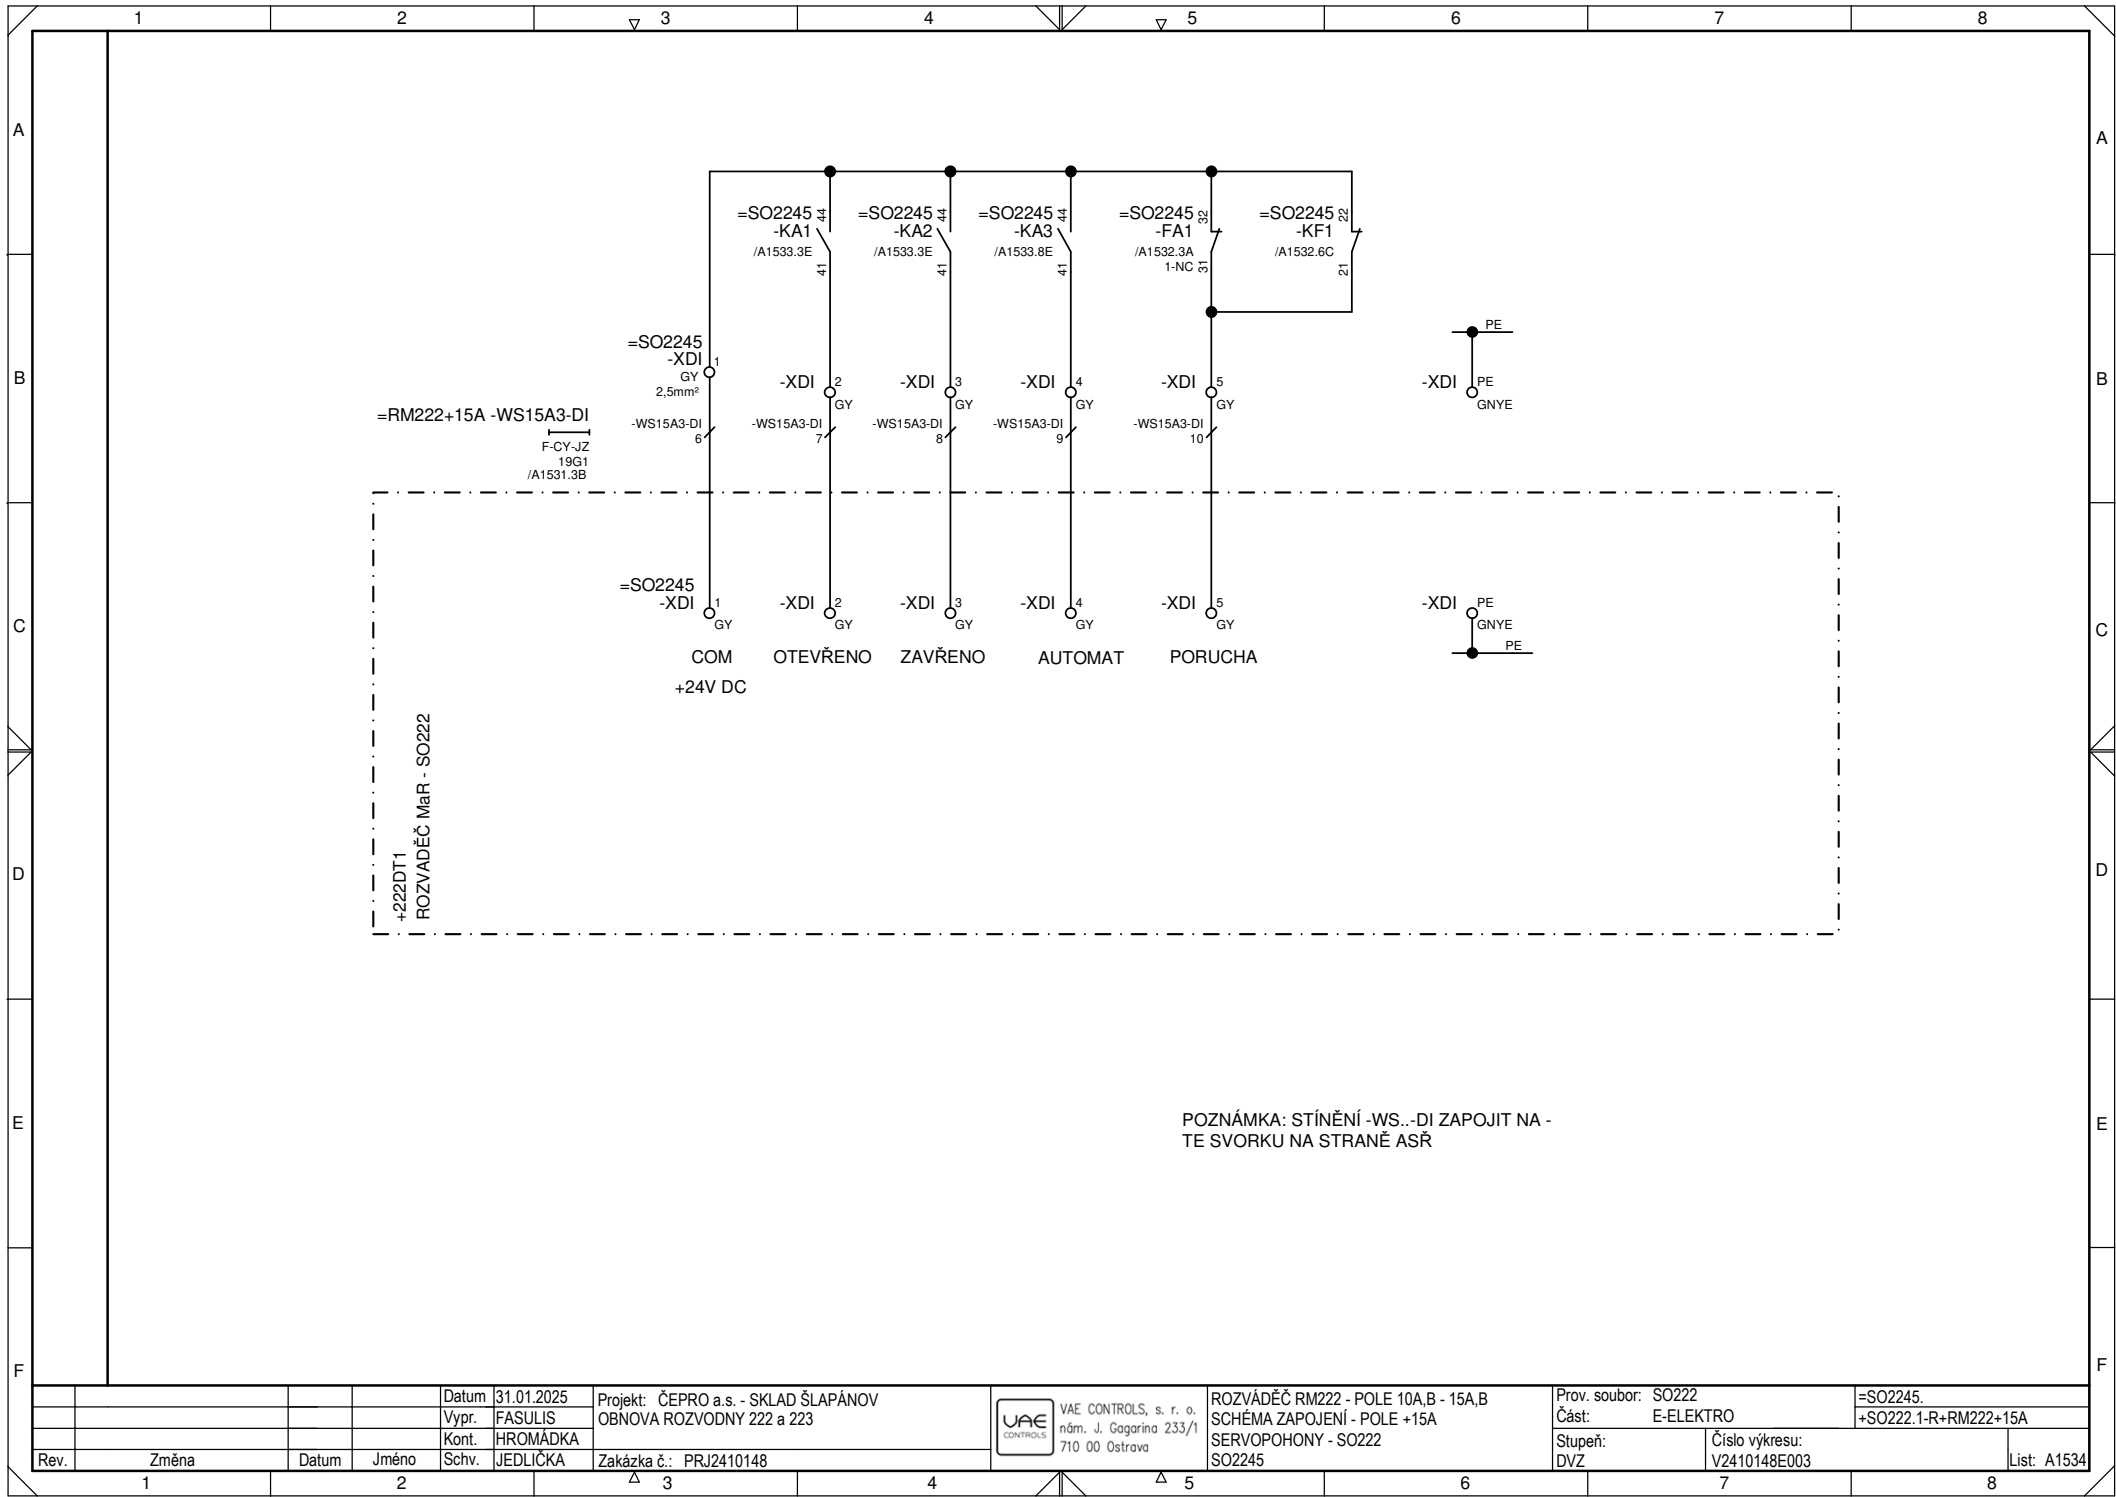 1 2 3 4 5 6 7 8
A A
=SO2245 44 =SO2245 44 =SO2245 44 =SO2245 32 =SO2245 22
-KA1 -KA2 -KA3 -FA1 -KF1
/A1533.3E /A1533.3E /A1533.8E /A1532.3A /A1532.6C
41 41 41 1-NC 31 21
PE
=SO2245
-XDI 1
GY
2,5mm²
B B
-XDI 2 -XDI 3 -XDI 4 -XDI 5 -XDI PE
GY GY GY GY GNYE
=RM222+15A -WS15A3-DI
-WS15A3-DI -WS15A3-DI -WS15A3-DI -WS15A3-DI -WS15A3-DI
6 7 8 9 10
F-CY-JZ
19G1
/A1531.3B
=SO2245
-XDI 1 -XDI 2 -XDI 3 -XDI 4 -XDI 5 -XDI PE
GY GY GY GY GY GNYE
C C
PE
COM OTEVŘENO ZAVŘENO AUTOMAT PORUCHA
+24V DC
+222DT1
ROZVADĚČ MaR - SO222
D D
POZNÁMKA: STÍNĚNÍ -WS..-DI ZAPOJIT NA -
TE SVORKU NA STRANĚ ASŘ
E E
F F
Datum 31.01.2025
Vypr. FASULIS
Kont. HROMÁDKA
Rev. Změna Datum Jméno Schv. JEDLIČKA
Projekt: ČEPRO a.s. - SKLAD ŠLAPÁNOV
OBNOVA ROZVODNY 222 a 223
Zakázka č.: PRJ2410148
VAE
CONTROLS
VAE CONTROLS, s. r. o.
nám. J. Gagarina 233/1
710 00 Ostrava
ROZVÁDĚČ RM222 - POLE 10A,B - 15A,B
SCHÉMA ZAPOJENÍ - POLE +15A
SERVOPOHONY - SO222
SO2245
Prov. soubor: SO222
Část: E-ELEKTRO
=SO2245.
+SO222.1-R+RM222+15A
Stupeň:
DVZ
Číslo výkresu:
V2410148E003
List: A1534
1 2 3 4 5 6 7 8